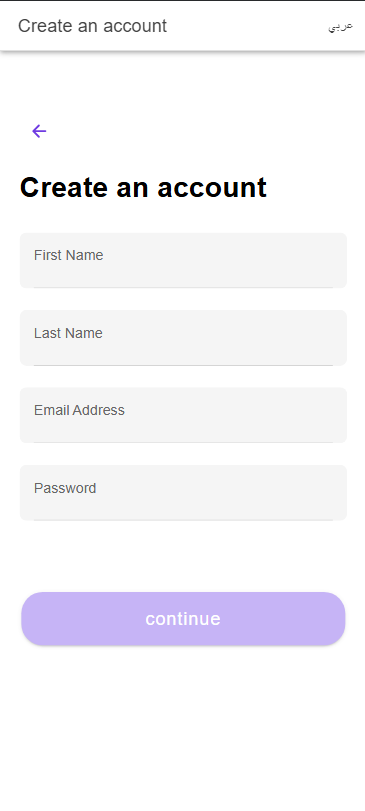 Create an account
عربي
Create an account
First Name
Last Name
Email Address
Password
continue